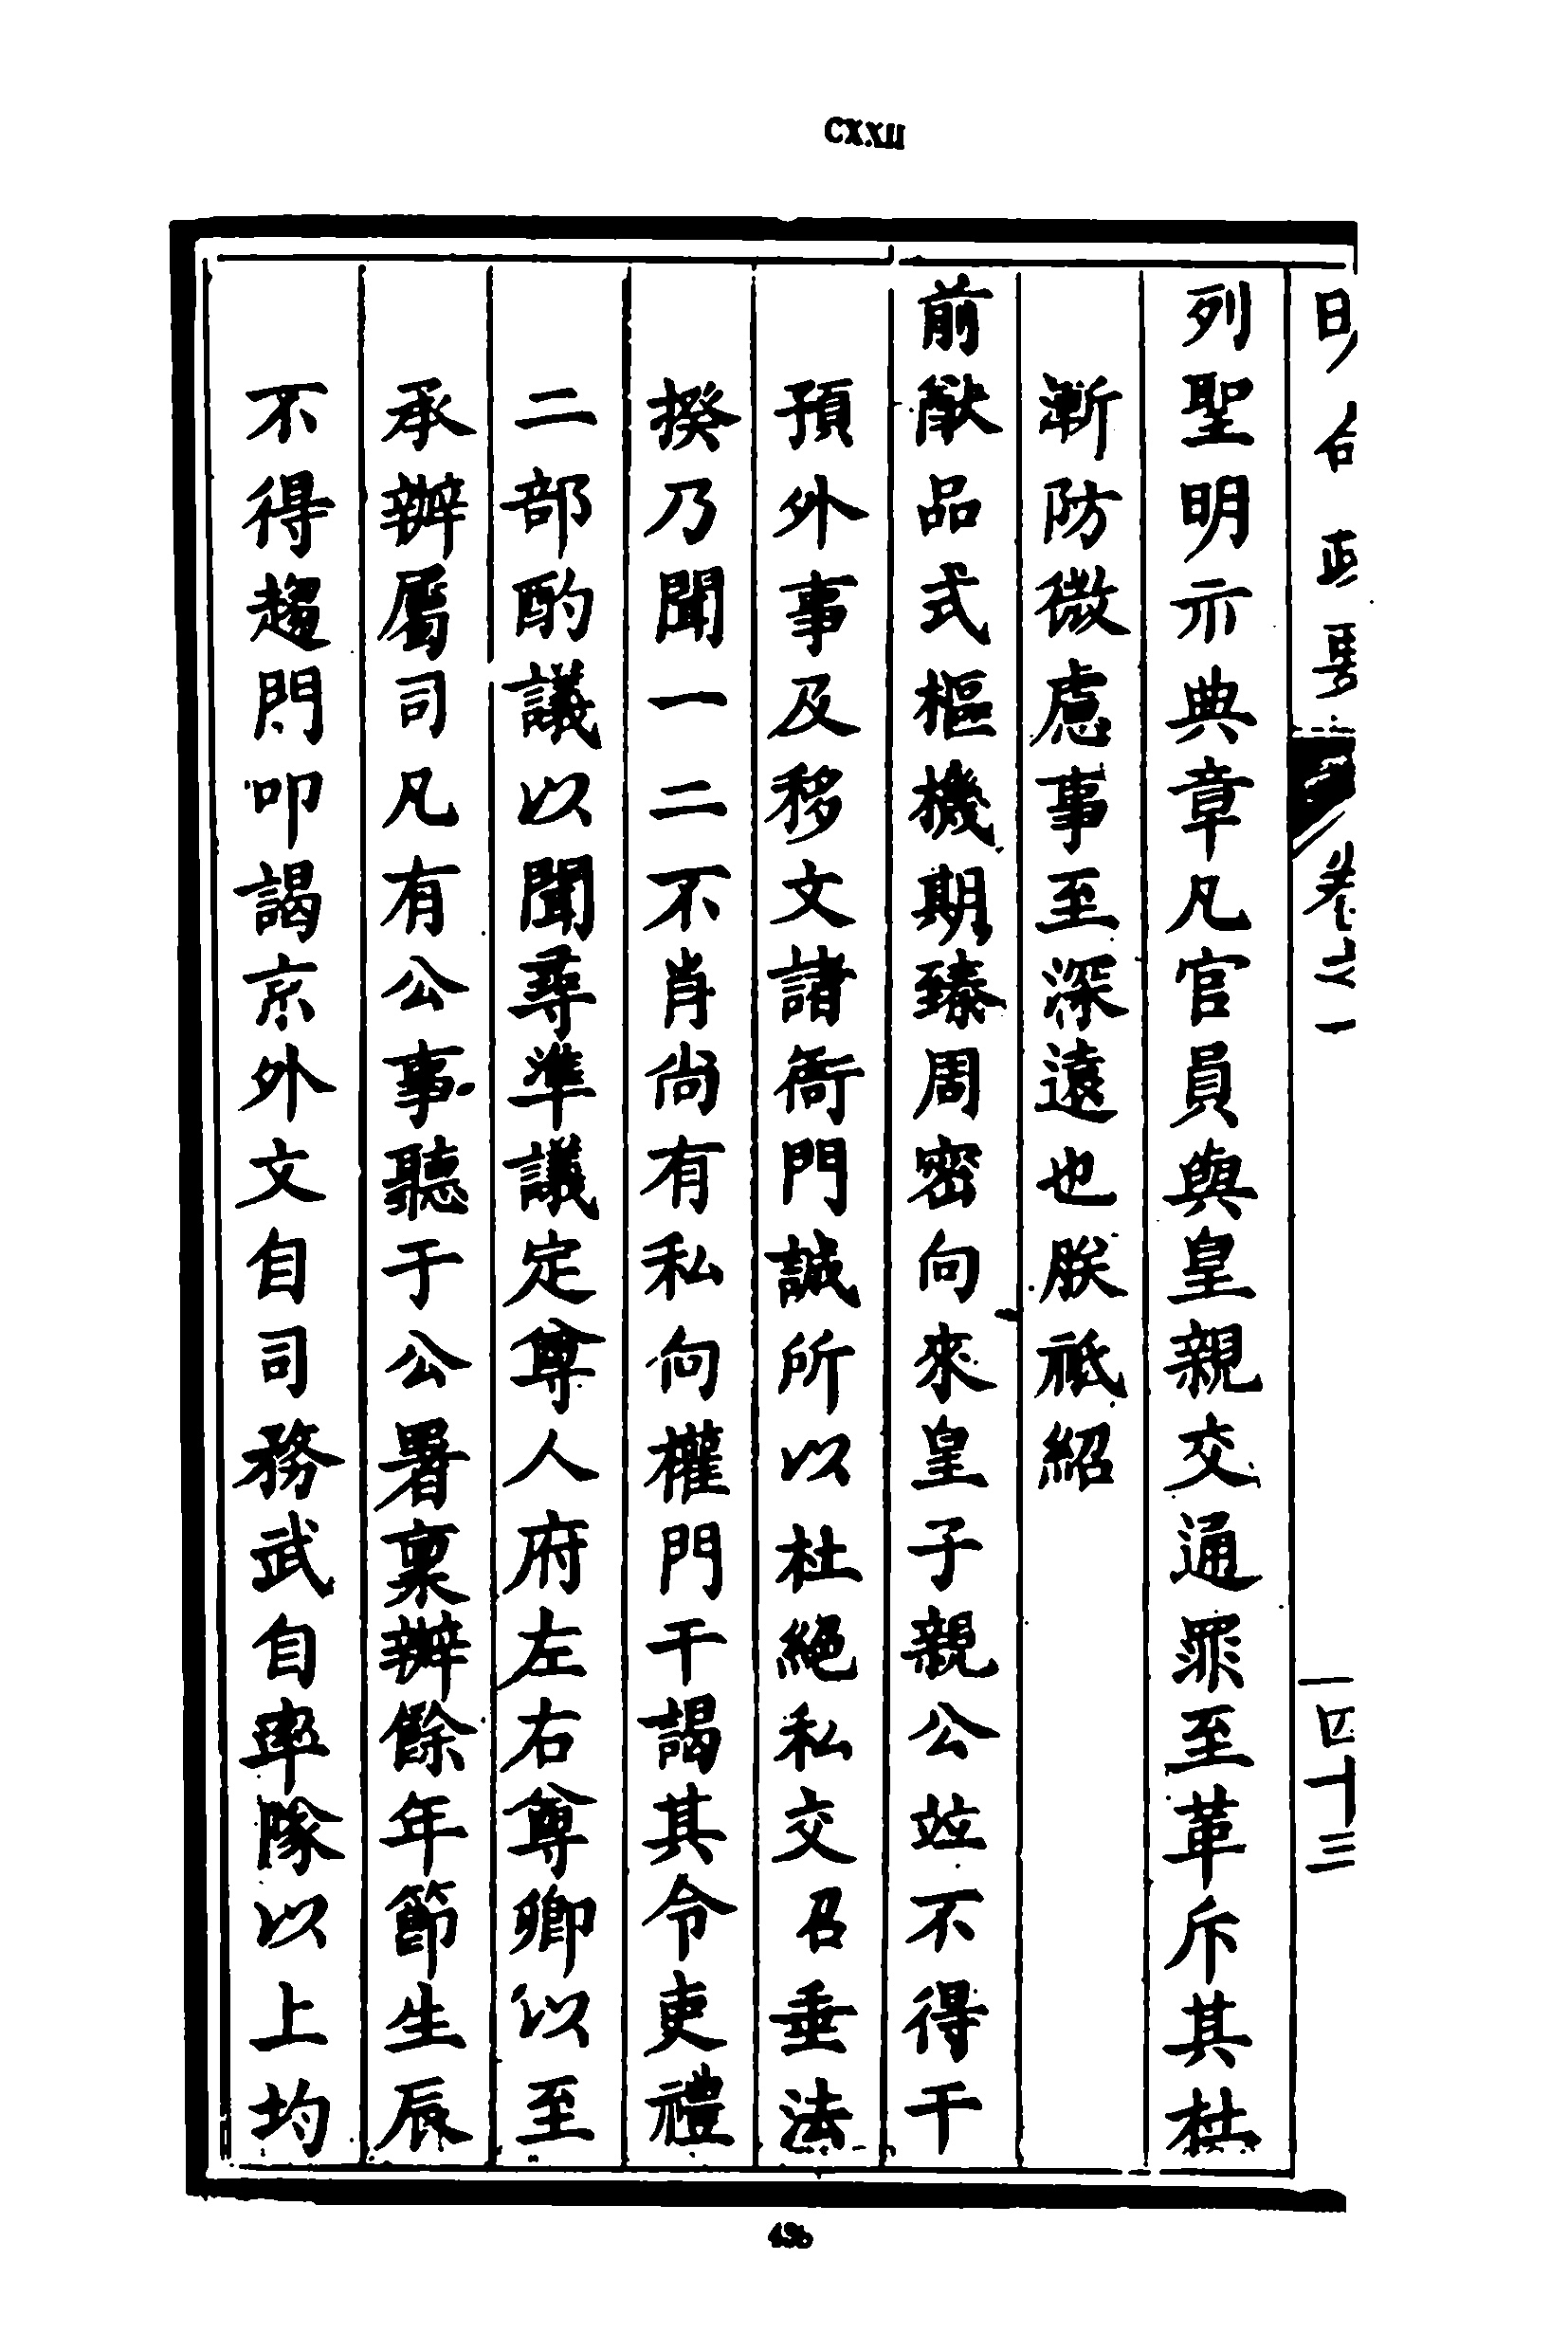 CXXII
明命政要 卷之一 四十三
列聖明示典章凡官員與皇親交通罪至革斥其杜
漸防微慮事至深遠也朕祗紹
前猷品式樞機期臻周密向來皇子親公竝不得干
預外事及移文諸衙門誠所以杜絕私交召垂法
揆乃聞一二不肖尚有私向權門干謁其令吏禮
二部酌議以聞尋準議定尊人府左右尊卿以至
承辦屬司凡有公事聽于公署稟辦餘年節生辰
不得趨門叩謁京外文自司務武自率隊以上均
43b